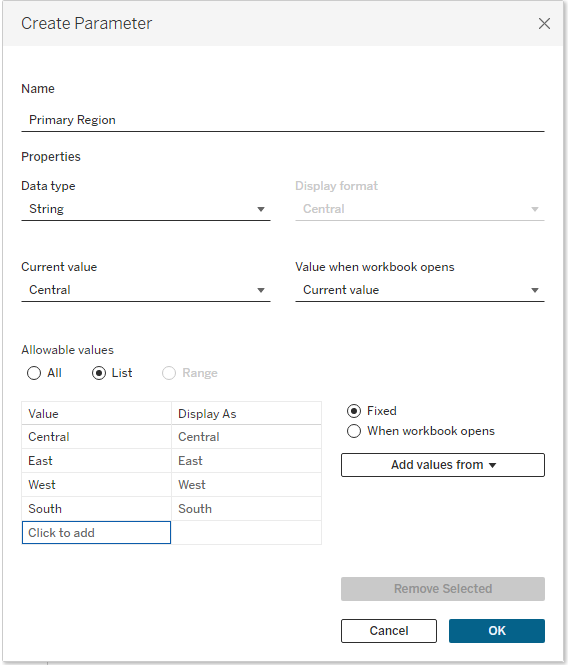 Create Parameter
Name
Primary Region
Properties
Data type Display format
String Central
Current value Value when workbook opens
Central Current value
Allowable values
All List Range
Value Display As
Central Central
East East
West West
South South
Click to add
Fixed
When workbook opens
Add values from
Remove Selected
Cancel OK